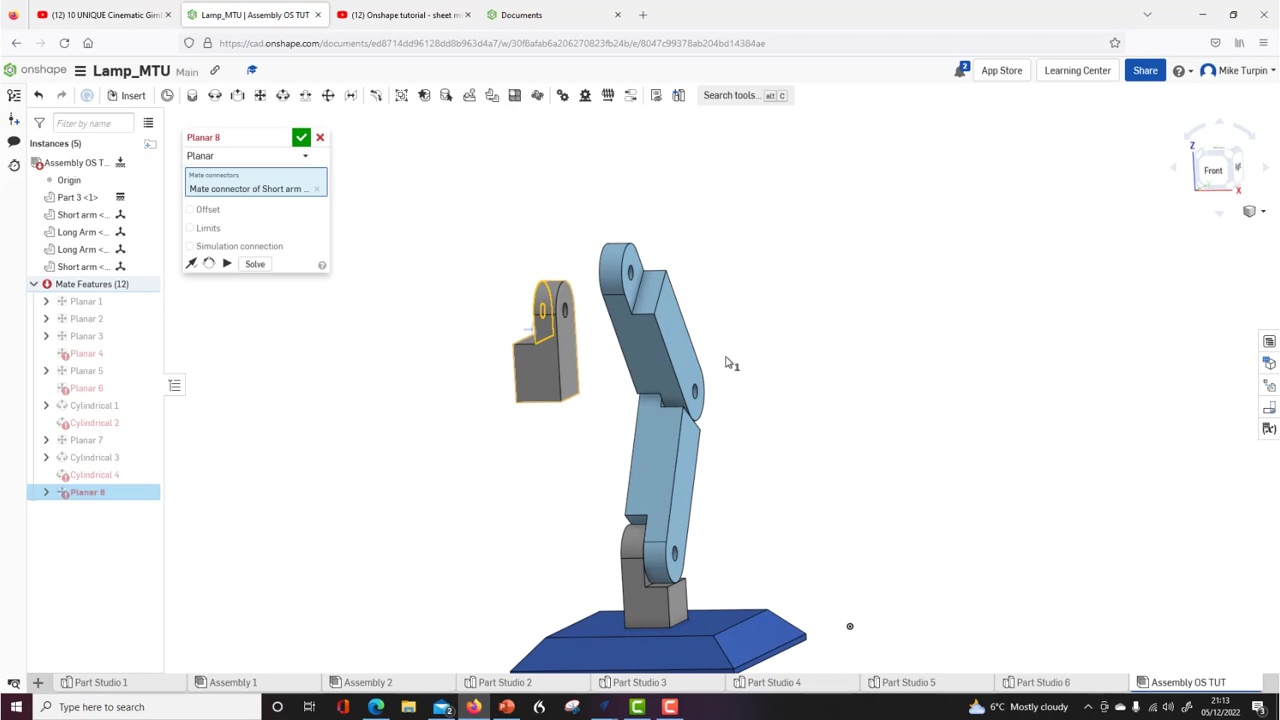 (12) 10 UNIQUE Cinematic Gim
Lamp_MTU | Assembly OS TUT
(12) Onshape tutorial - sheet m
Documents
https://cad.onshape.com/documents/ed8714dd96128dd8b963d4a7/w/30f8afab6a206270823fb24b/e/8047c99378ab204bd14384ae
onshape
Lamp_MTU
Main
2
App Store
Learning Center
Share
Mike Turpin
Insert
Search tools...
alt
C
Filter by name
Instances (5)
Assembly OS T...
Origin
Part 3 <1>
Short arm <...
Long Arm <...
Long Arm <...
Short arm <...
Mate Features (12)
Planar 1
Planar 2
Planar 3
Planar 4
Planar 5
Planar 6
Cylindrical 1
Cylindrical 2
Planar 7
Cylindrical 3
Cylindrical 4
Planar 8
Planar 8
Planar
Mate connectors
Mate connector of Short arm ...
Offset
Limits
Simulation connection
Solve
Z
Front
X
1
Part Studio 1
Assembly 1
Assembly 2
Part Studio 2
Part Studio 3
Part Studio 4
Part Studio 5
Part Studio 6
Assembly OS TUT
Type here to search
6°C Mostly cloudy
21:13
05/12/2022